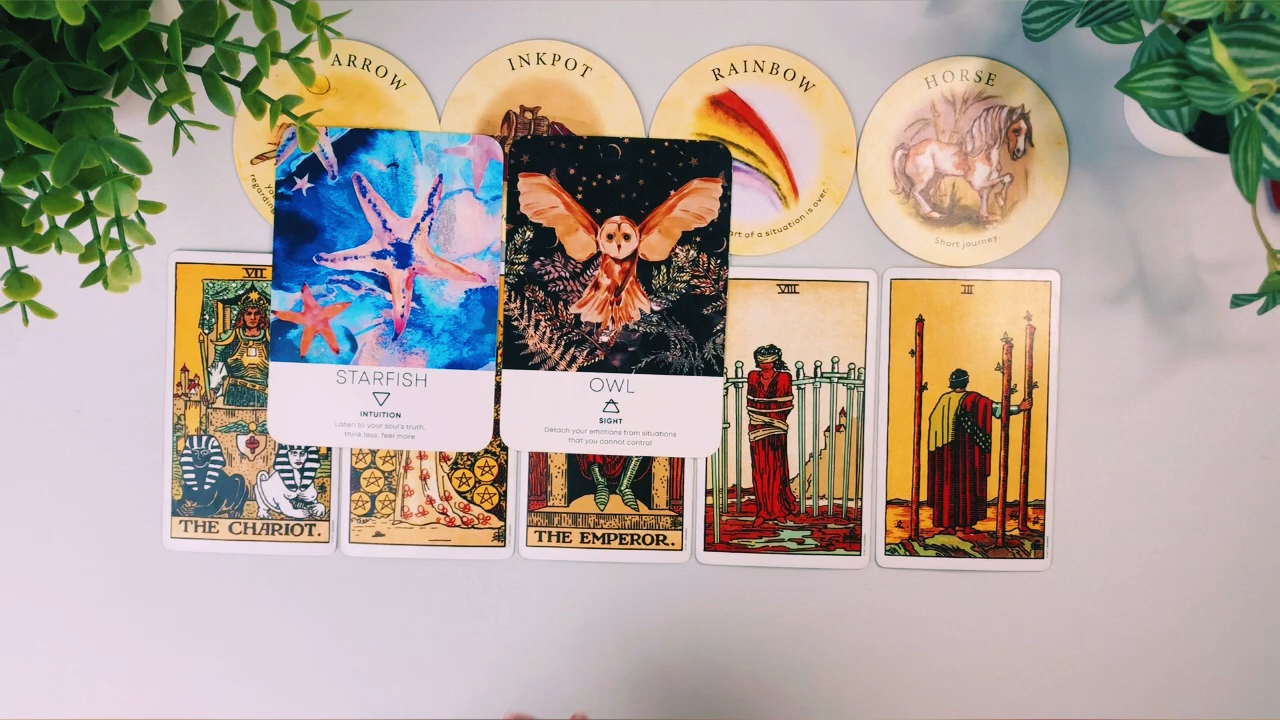 ARROW
INKPOT
RAINBOW
HORSE
regarding
art of a situation is over.
Short journey.
VII
VIII
III
STARFISH
INTUITION
Listen to your soul's truth,
think less, feel more
OWL
SIGHT
Detach your emotions from situations
that you cannot control
THE CHARIOT.
THE EMPEROR.